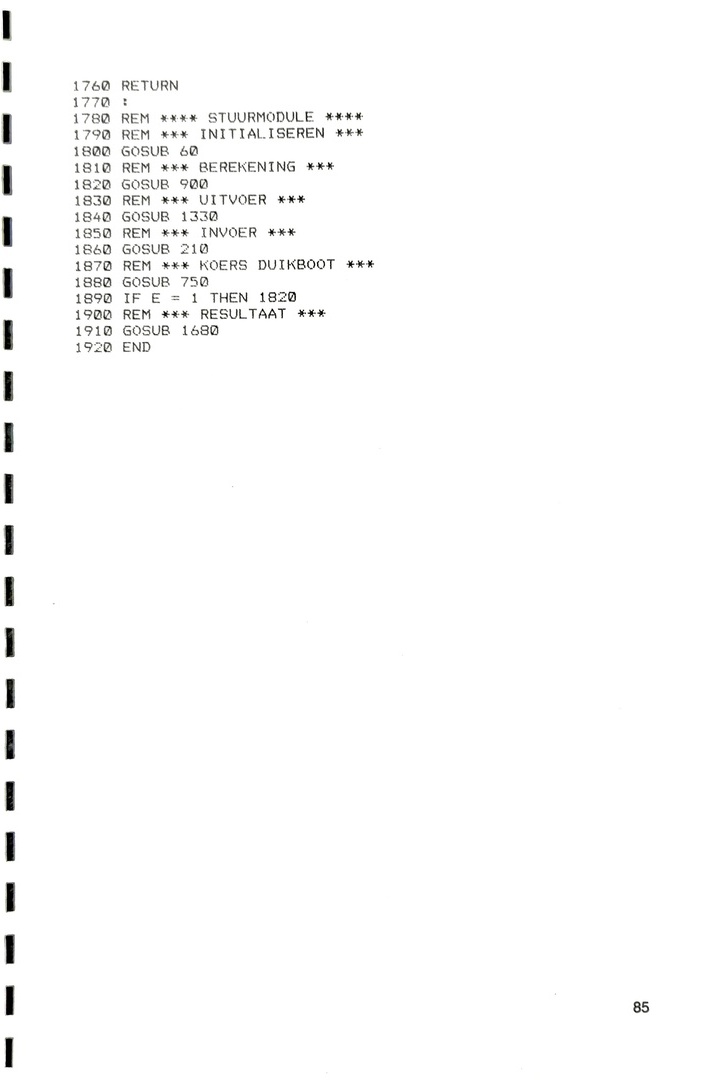 1760 RETURN
1770 :
1780 REM **** STUURMODULE ****
1790 REM *** INITIALISEREN ***
1800 GOSUB 60
1810 REM *** BEREKENING ***
1820 GOSUB 900
1830 REM *** UITVOER ***
1840 GOSUB 1330
1850 REM *** INVOER ***
1860 GOSUB 210
1870 REM *** KOERS DUIKBOOT ***
1880 GOSUB 750
1890 IF E = 1 THEN 1820
1900 REM *** RESULTAAT ***
1910 GOSUB 1680
1920 END
85